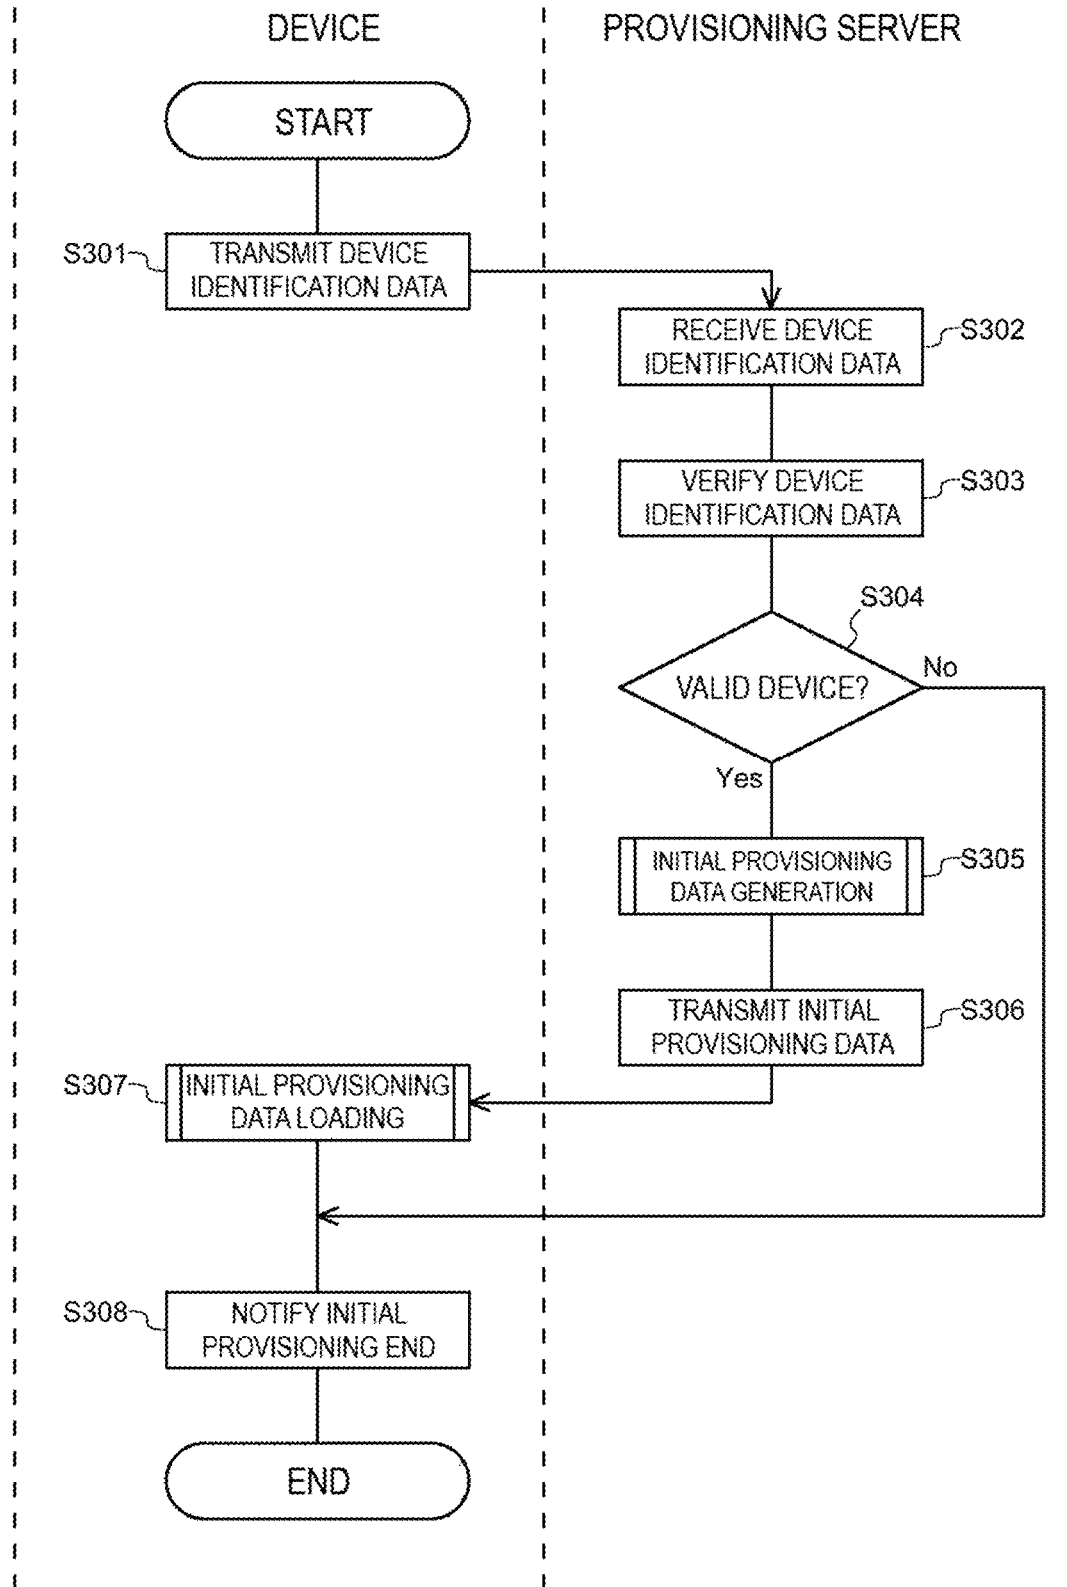 DEVICE
PROVISIONING SERVER
START
S301
TRANSMIT DEVICE
IDENTIFICATION DATA
RECEIVE DEVICE
IDENTIFICATION DATA
S302
VERIFY DEVICE
IDENTIFICATION DATA
S303
S304
VALID DEVICE?
No
Yes
INITIAL PROVISIONING
DATA GENERATION
S305
TRANSMIT INITIAL
PROVISIONING DATA
S306
S307
INITIAL PROVISIONING
DATA LOADING
S308
NOTIFY INITIAL
PROVISIONING END
END